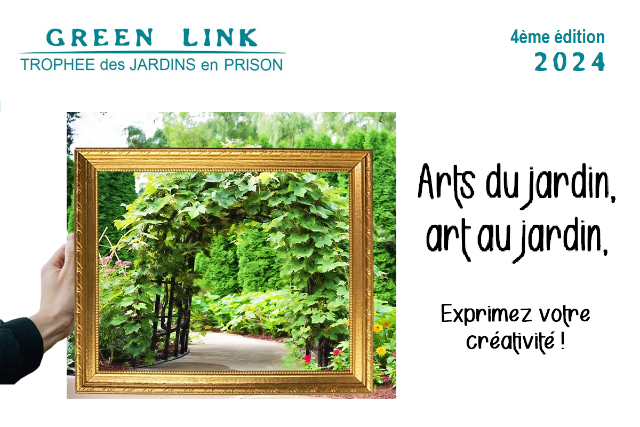 GREEN LINK
TROPHEE des JARDINS en PRISON
4ème édition
2024
Arts du jardin,
art au jardin,
Exprimez votre
créativité !